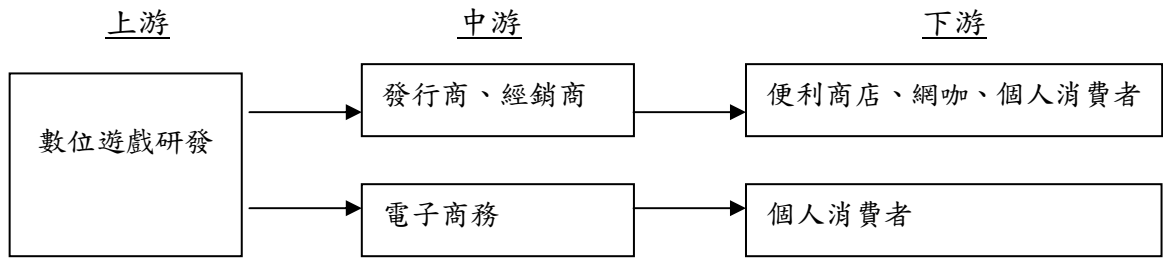 上游
中游
下游
數位遊戲研發
發行商、經銷商
便利商店、網咖、個人消費者
電子商務
個人消費者